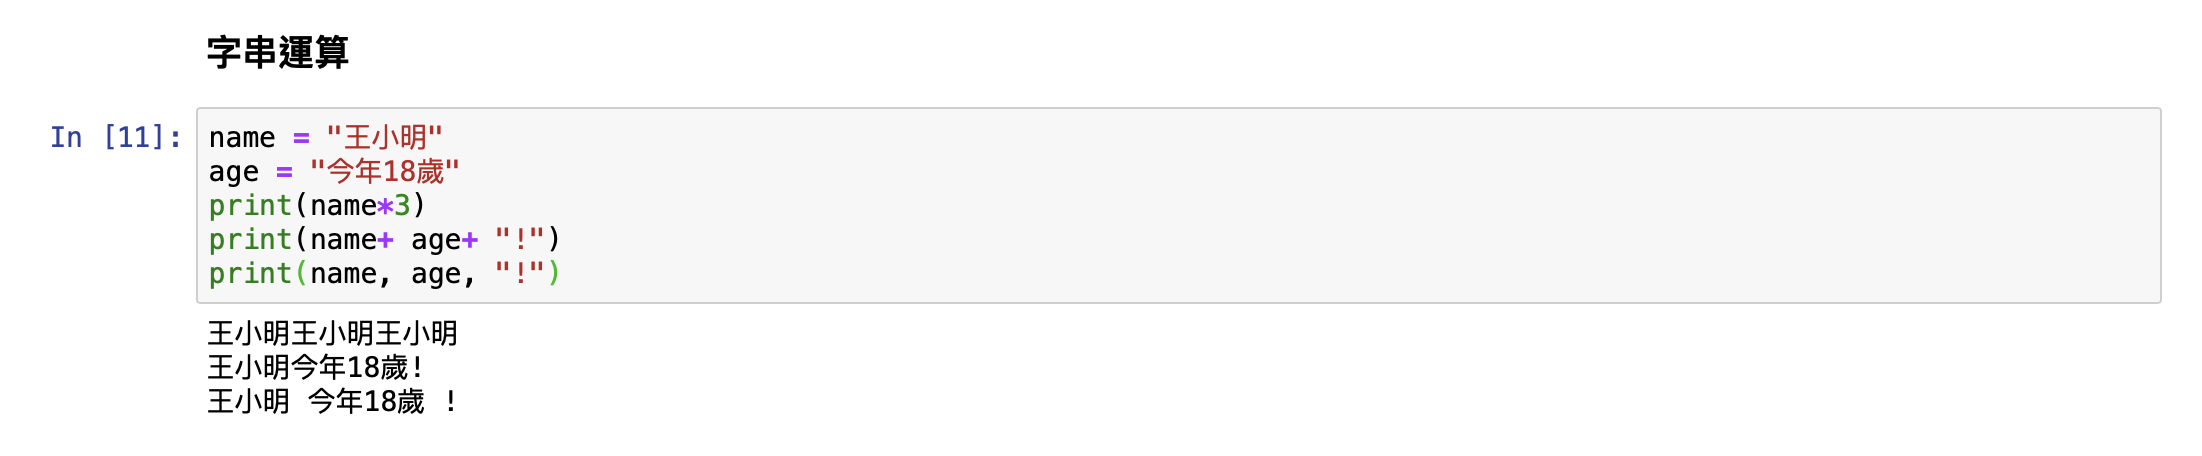 字串運算
In [11]:
name = "王小明"
age = "今年18歲"
print(name*3)
print(name+ age+ "!")
print(name, age, "!")
王小明王小明王小明
王小明今年18歲!
王小明 今年18歲 !